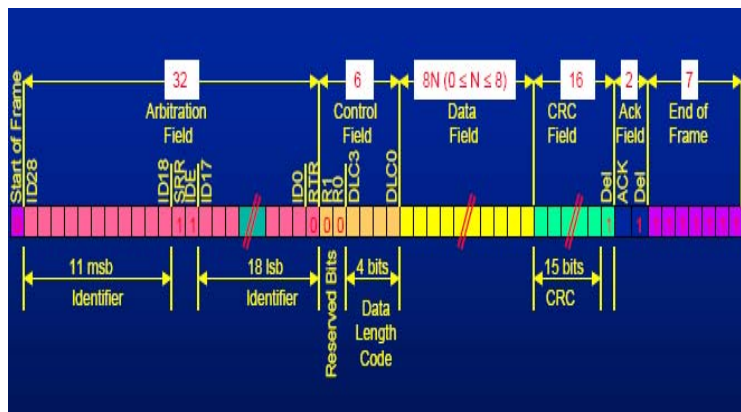 32
6
8N (0 ≤ N ≤ 8)
16
2
7
Arbitration
Field
Control
Field
Data
Field
CRC
Field
Ack
Field
End of
Frame
Start of Frame
ID28
ID18
SRR
IDE
ID17
ID0
RTR
R1
R0
DLC3
DLC0
Del
ACK
Del
1 1
0 0 0
1
1
11 msb
Identifier
18 lsb
Identifier
Reserved Bits
4 bits
Data
Length
Code
15 bits
CRC